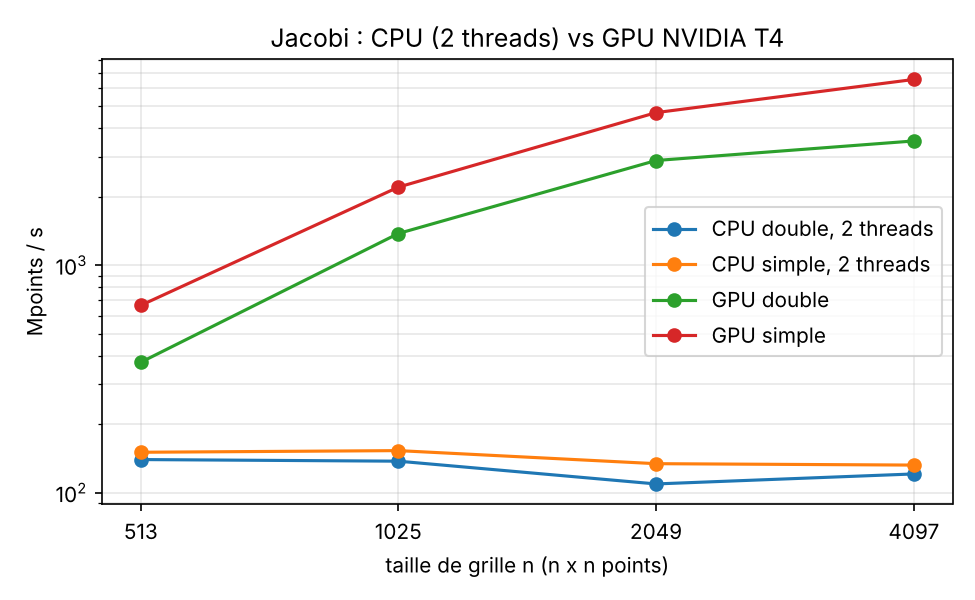 Jacobi : CPU (2 threads) vs GPU NVIDIA T4
Mpoints / s
10³
10²
CPU double, 2 threads
CPU simple, 2 threads
GPU double
GPU simple
513
1025
2049
4097
taille de grille n (n x n points)